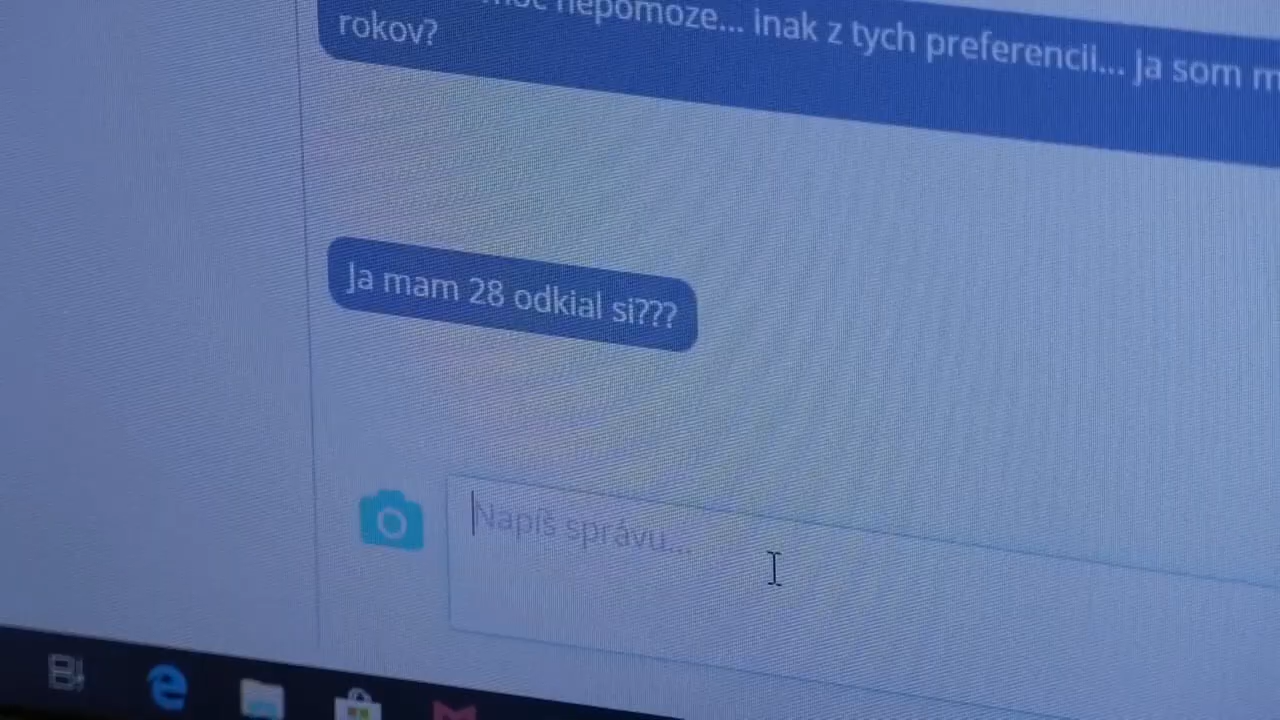 nepomoze... inak z tych preferencii... ja som
rokov?
Ja mam 28 odkial si???
Napíš správu...